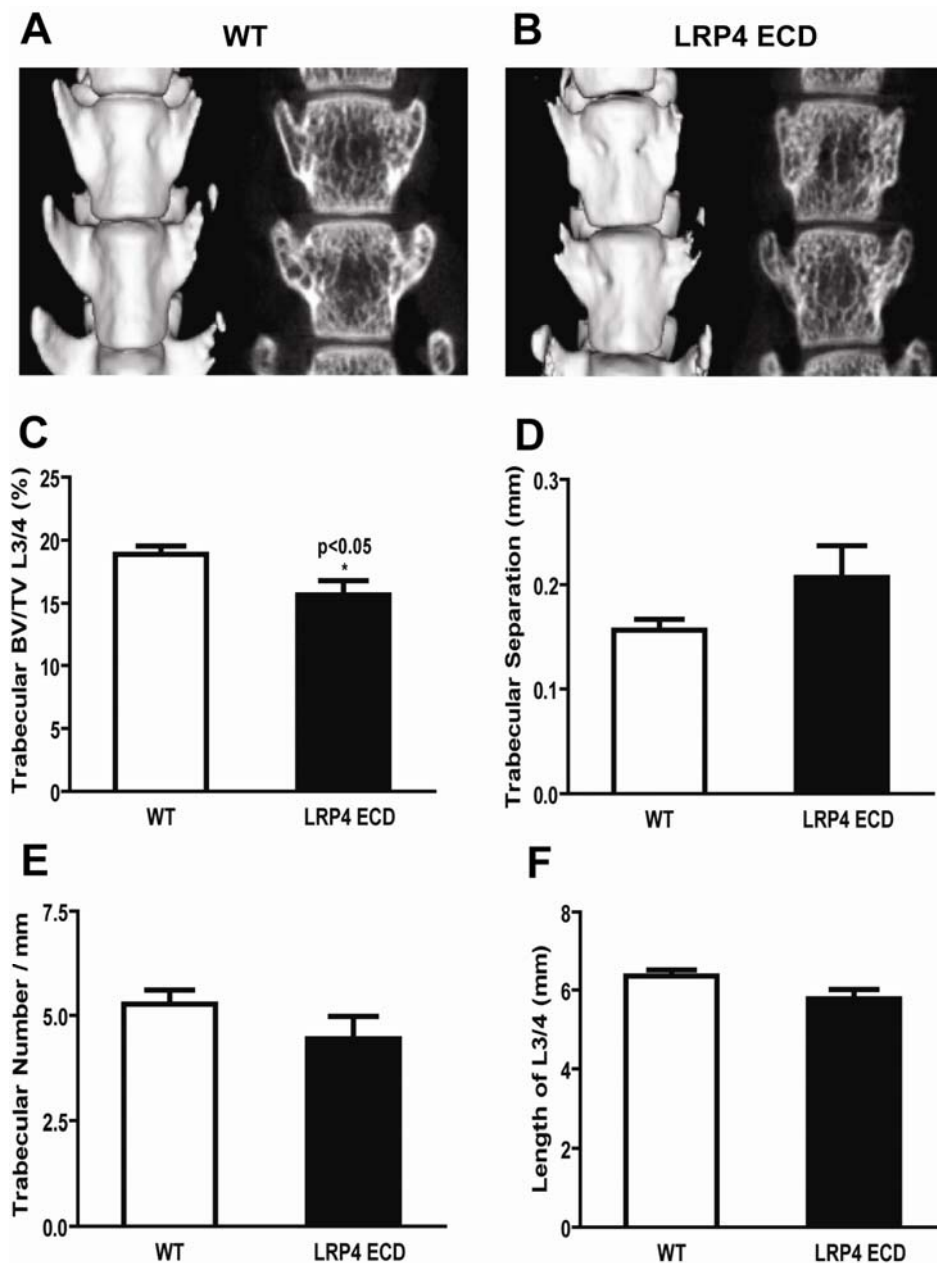 A
WT
B
LRP4 ECD
C
Trabecular BV/TV L3/4 (%)
25
20
15
10
5
0
p<0.05
*
WT
LRP4 ECD
D
Trabecular Separation (mm)
0.3
0.2
0.1
0.0
WT
LRP4 ECD
E
Trabecular Number / mm
7.5
5.0
2.5
0.0
WT
LRP4 ECD
F
Length of L3/4 (mm)
8
6
4
2
0
WT
LRP4 ECD